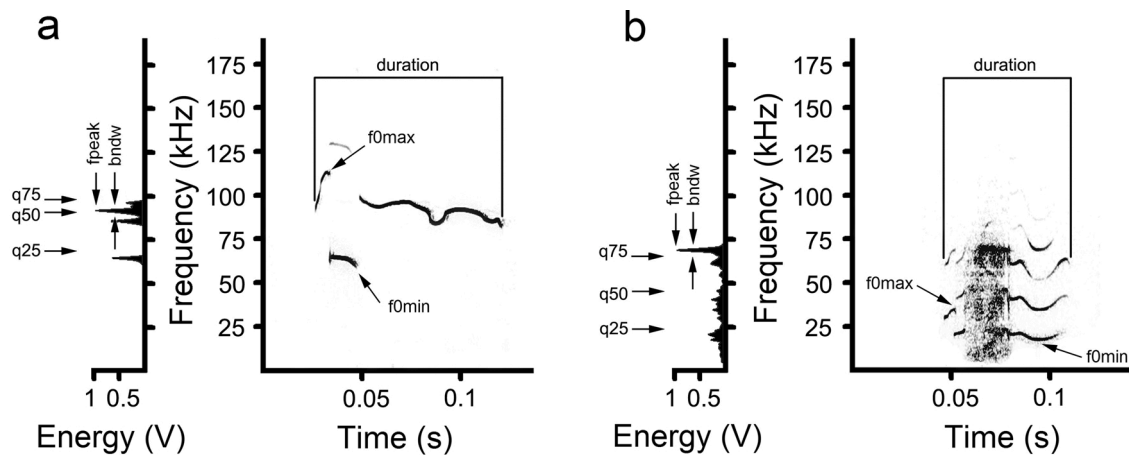 a
175
150
125
100
75
50
25
Frequency (kHz)
duration
f0max
f0min
fpeak
bndw
q75
q50
q25
1 0.5
0.05 0.1
Energy (V) Time (s)
b
175
150
125
100
75
50
25
Frequency (kHz)
duration
f0max
f0min
fpeak
bndw
q75
q50
q25
1 0.5
0.05 0.1
Energy (V) Time (s)